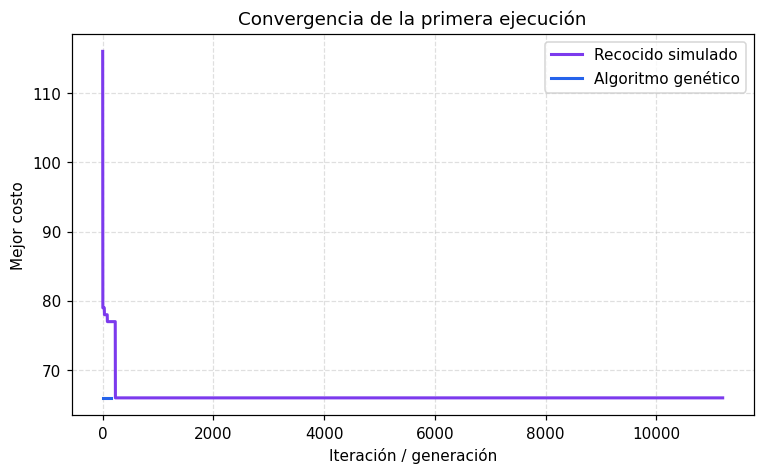 Convergencia de la primera ejecución
Recocido simulado
Algoritmo genético
Mejor costo
110
100
90
80
70
0 2000 4000 6000 8000 10000
Iteración / generación